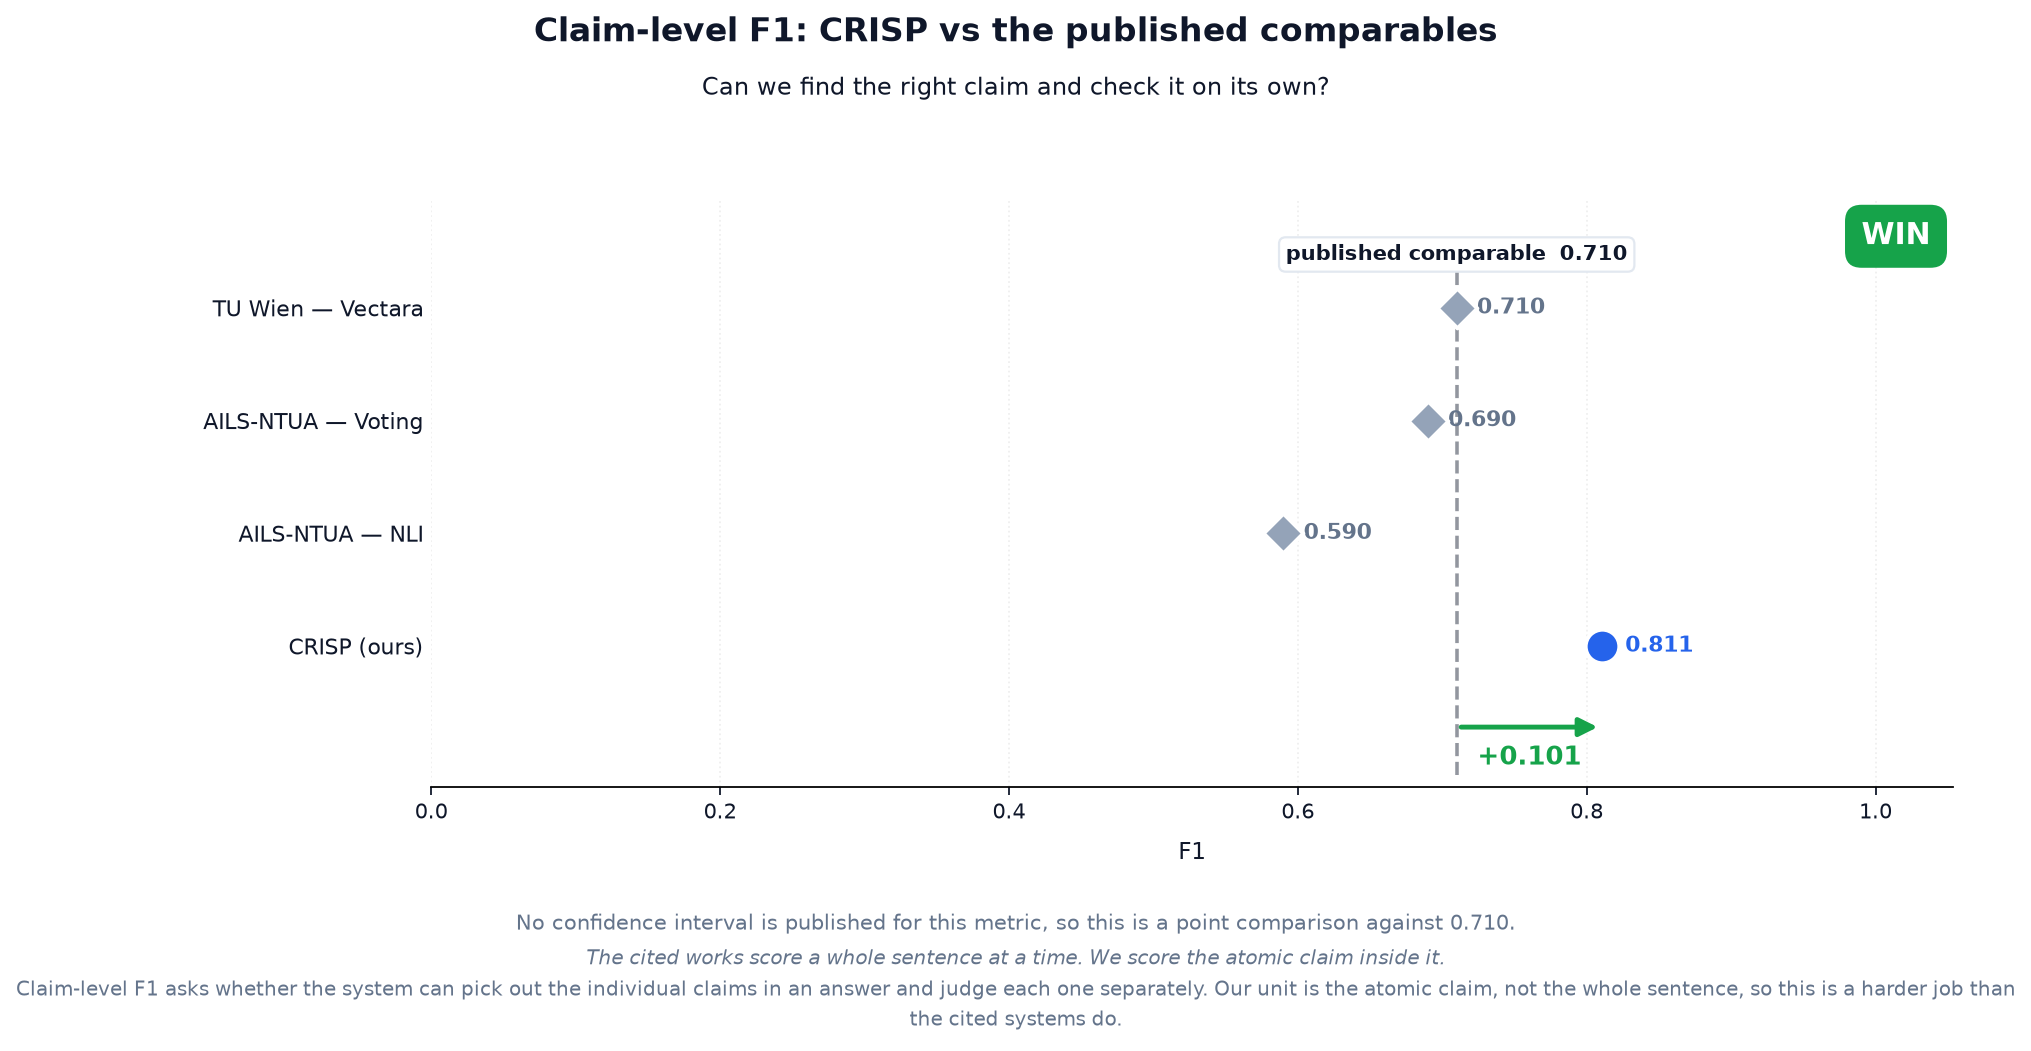 Claim-level F1: CRISP vs the published comparables
Can we find the right claim and check it on its own?
WIN
published comparable 0.710
TU Wien — Vectara
0.710
AILS-NTUA — Voting
0.690
AILS-NTUA — NLI
0.590
CRISP (ours)
0.811
+0.101
0.0
0.2
0.4
0.6
0.8
1.0
F1
No confidence interval is published for this metric, so this is a point comparison against 0.710.
The cited works score a whole sentence at a time. We score the atomic claim inside it.
Claim-level F1 asks whether the system can pick out the individual claims in an answer and judge each one separately. Our unit is the atomic claim, not the whole sentence, so this is a harder job than
the cited systems do.